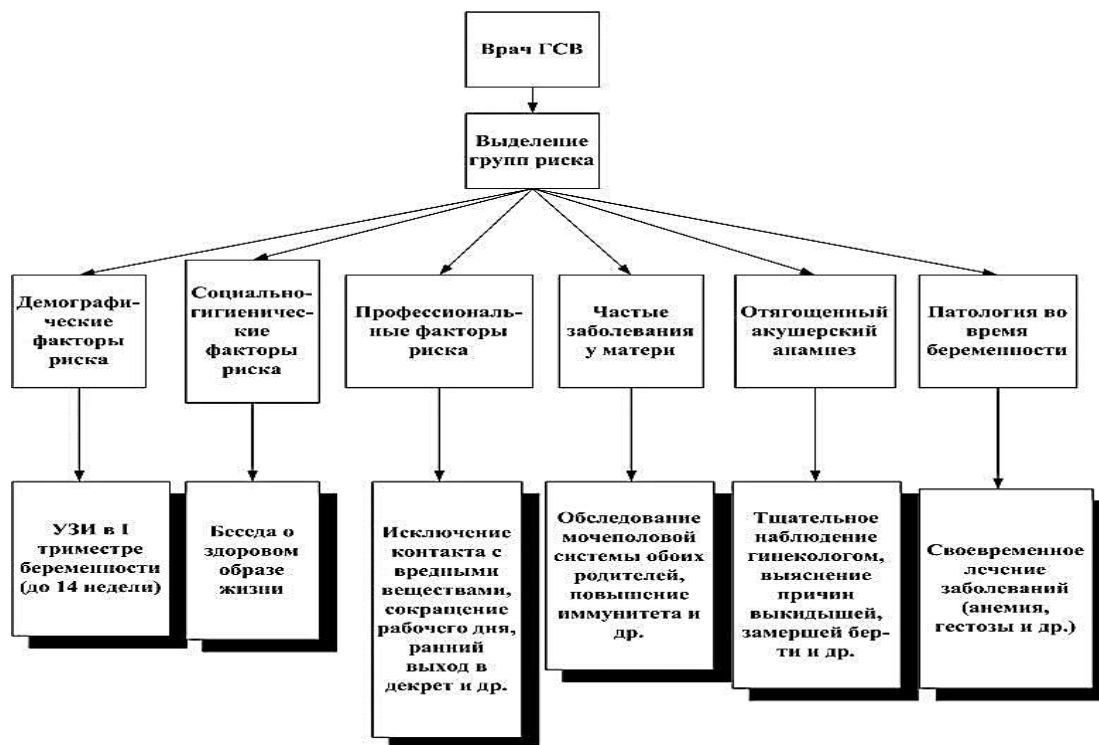 Врач ГСВ
Выделение
групп риска
Демографи-
ческие
факторы
риска
Социально-
гигиеничес-
кие
факторы
риска
Профессиональ-
ные факторы
риска
Частые
заболевания
у матери
Отягощенный
акушерский
анамнез
Патология во
время
беременности
УЗИ в I
триместре
беременности
(до 14 недели)
Беседа о
здоровом
образе
жизни
Исключение
контакта с
вредными
веществами,
сокращение
рабочего дня,
ранний
выход в
декрет и др.
Обследование
мочеполовой
системы обоих
родителей,
повышение
иммунитета и
др.
Тщательное
наблюдение
гинекологом,
выяснение
причин
выкидышей,
замершей бер-
ти и др.
Своевременное
лечение
заболеваний
(анемия,
гестозы и др.)